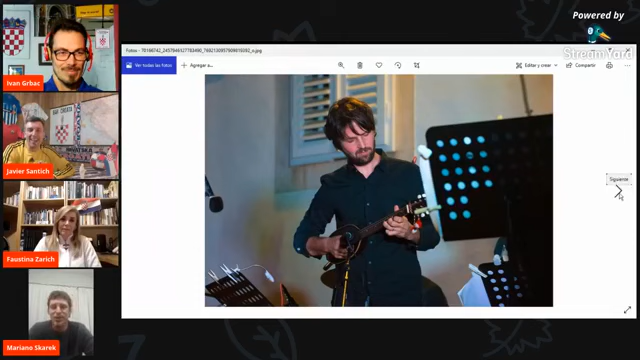 Powered by
StreamYard
Ivan Grbac
Javier Santich
HRVATSKA
Faustina Zarich
Mariano Skarek
Ver todas las fotos
Agregar a...
Editar y crear
Compartir
Siguiente